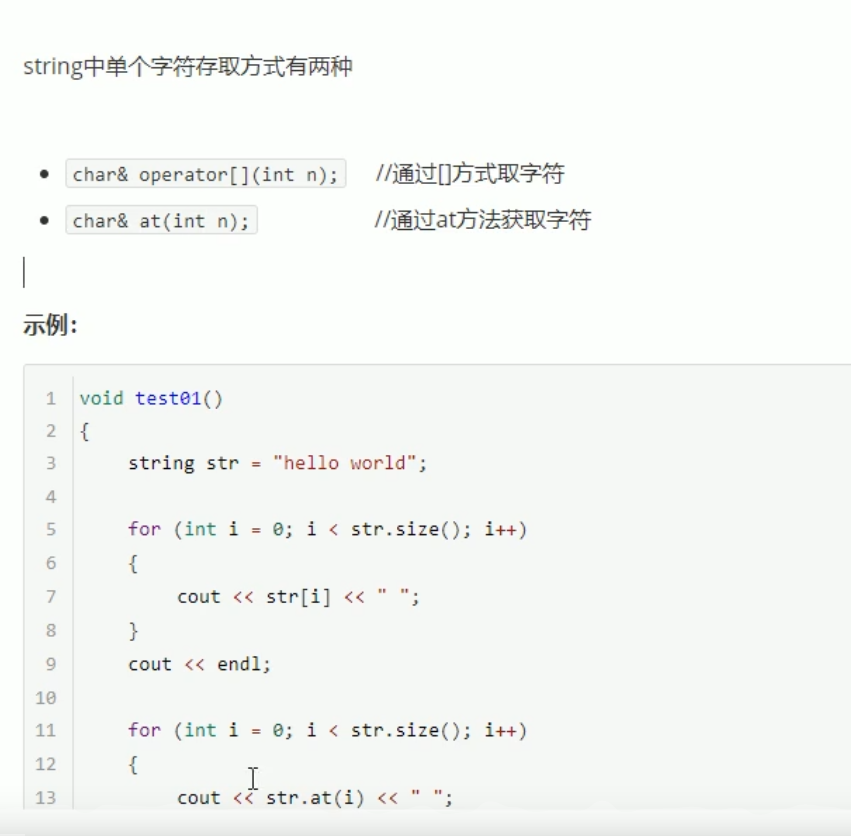 string中单个字符存取方式有两种
char& operator[](int n); //通过[]方式取字符
char& at(int n); //通过at方法获取字符
示例：
1 void test01()
2 {
3 string str = "hello world";
4
5 for (int i = 0; i < str.size(); i++)
6 {
7 cout << str[i] << " ";
8 }
9 cout << endl;
10
11 for (int i = 0; i < str.size(); i++)
12 {
13 cout << str.at(i) << " ";